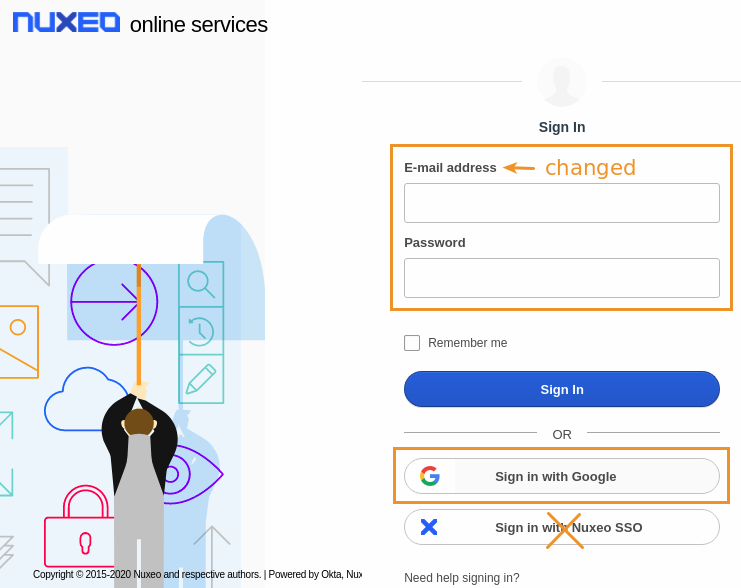 NUXEO online services
Sign In
E-mail address changed
Password
Remember me
Sign In
OR
Sign in with Google
Sign in with Nuxeo SSO
Copyright © 2015-2020 Nuxeo and respective authors. | Powered by Okta, Nux
Need help signing in?